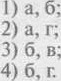 1) а, б;
2) а, г;
3) б, в;
4) б, г.